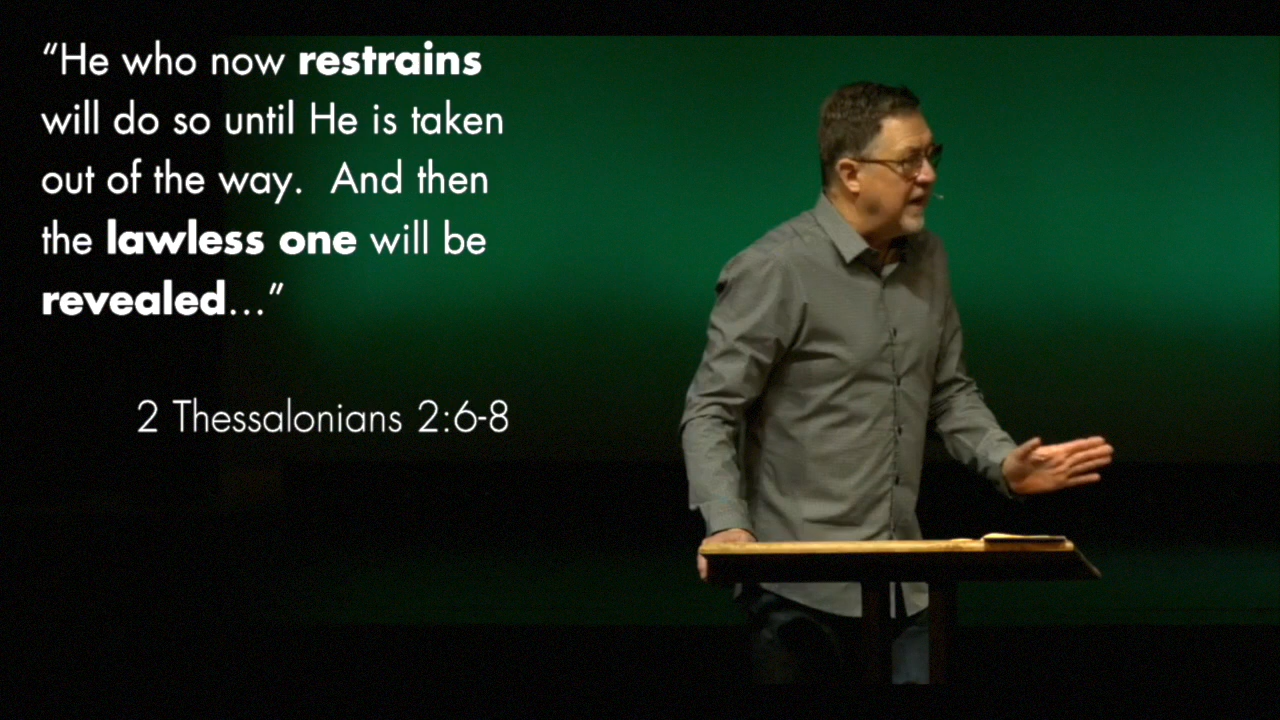 “He who now restrains
will do so until He is taken
out of the way.  And then
the lawless one will be
revealed…”
2 Thessalonians 2:6-8